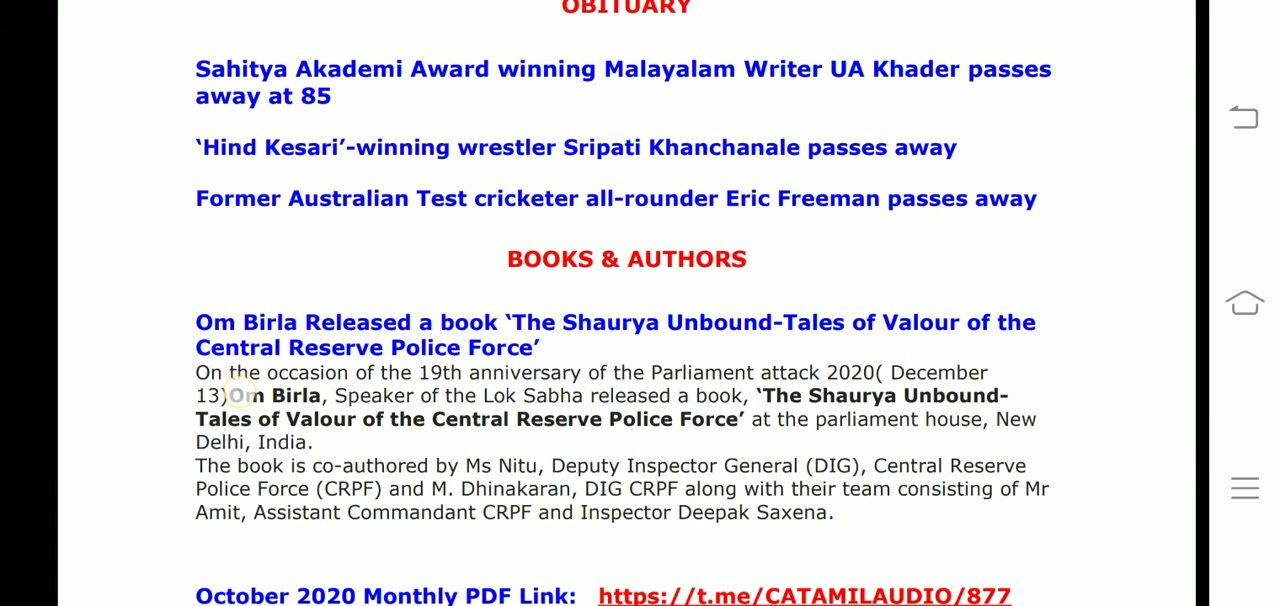 OBITUARY
Sahitya Akademi Award winning Malayalam Writer UA Khader passes
away at 85
‘Hind Kesari’-winning wrestler Sripati Khanchanale passes away
Former Australian Test cricketer all-rounder Eric Freeman passes away
BOOKS & AUTHORS
Om Birla Released a book ‘The Shaurya Unbound-Tales of Valour of the
Central Reserve Police Force’
On the occasion of the 19th anniversary of the Parliament attack 2020( December
13)Om Birla, Speaker of the Lok Sabha released a book, ‘The Shaurya Unbound-
Tales of Valour of the Central Reserve Police Force’ at the parliament house, New
Delhi, India.
The book is co-authored by Ms Nitu, Deputy Inspector General (DIG), Central Reserve
Police Force (CRPF) and M. Dhinakaran, DIG CRPF along with their team consisting of Mr
Amit, Assistant Commandant CRPF and Inspector Deepak Saxena.
October 2020 Monthly PDF Link: https://t.me/CATAMILAUDIO/877